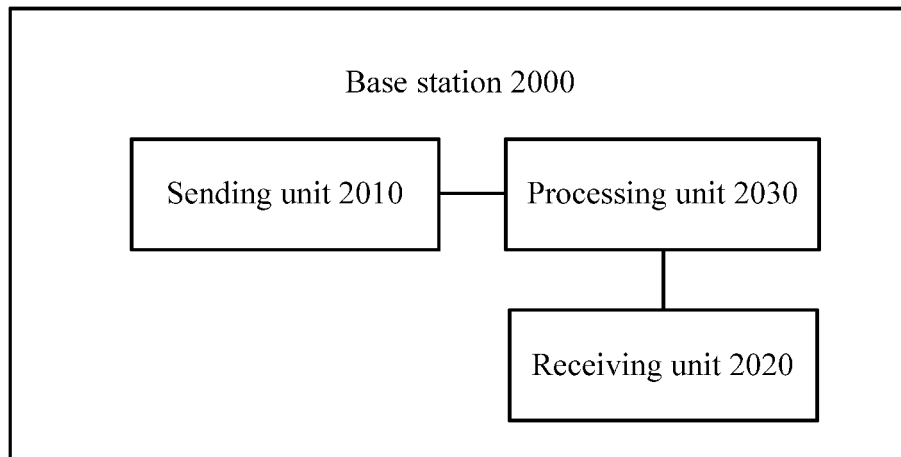 Base station 2000
Sending unit 2010
Processing unit 2030
Receiving unit 2020